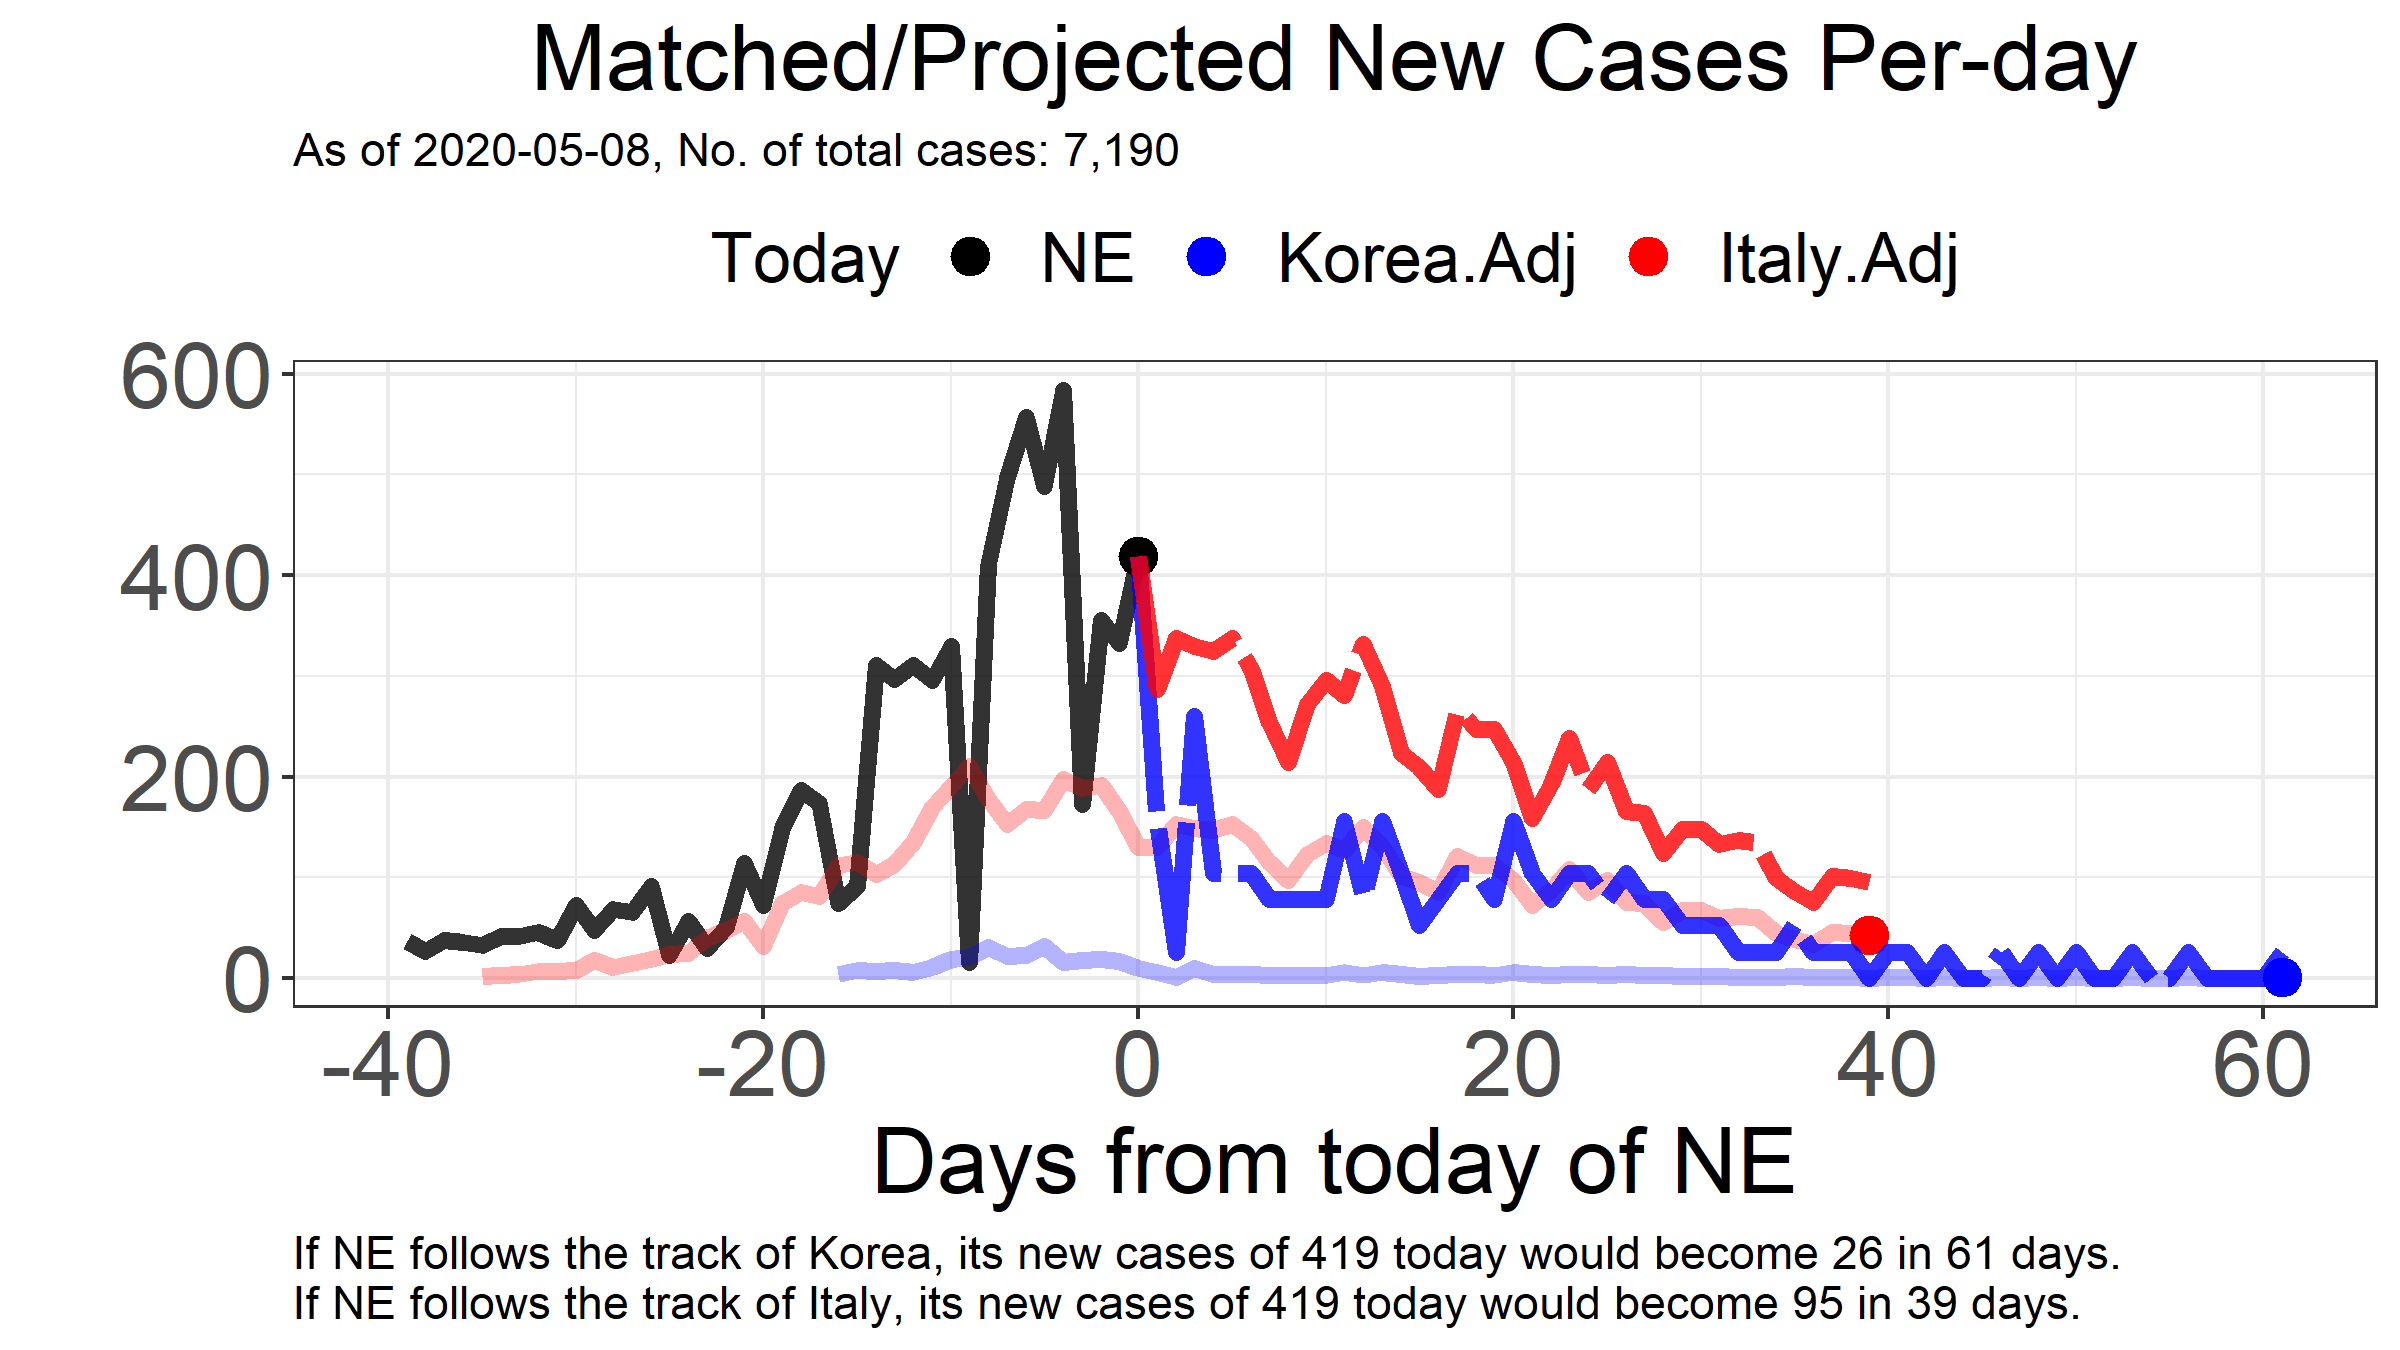 Matched/Projected New Cases Per-day
As of 2020-05-08, No. of total cases: 7,190
Today NE Korea.Adj Italy.Adj
600
400
200
0
-40 -20 0 20 40 60
Days from today of NE
If NE follows the track of Korea, its new cases of 419 today would become 26 in 61 days.
If NE follows the track of Italy, its new cases of 419 today would become 95 in 39 days.